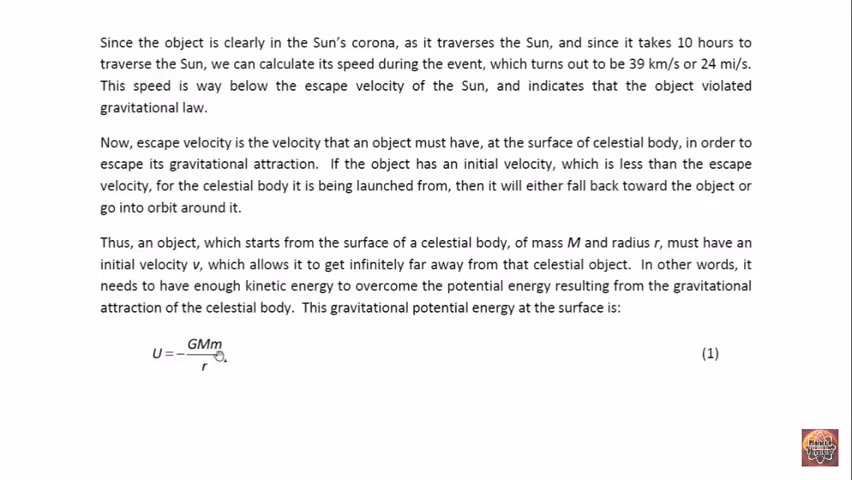 Since the object is clearly in the Sun's corona, as it traverses the Sun, and since it takes 10 hours to
traverse the Sun, we can calculate its speed during the event, which turns out to be 39 km/s or 24 mi/s.
This speed is way below the escape velocity of the Sun, and indicates that the object violated
gravitational law.
Now, escape velocity is the velocity that an object must have, at the surface of celestial body, in order to
escape its gravitational attraction. If the object has an initial velocity, which is less than the escape
velocity, for the celestial body it is being launched from, then it will either fall back toward the object or
go into orbit around it.
Thus, an object, which starts from the surface of a celestial body, of mass M and radius r, must have an
initial velocity v, which allows it to get infinitely far away from that celestial object. In other words, it
needs to have enough kinetic energy to overcome the potential energy resulting from the gravitational
attraction of the celestial body. This gravitational potential energy at the surface is:
U = − GMm / r (1)